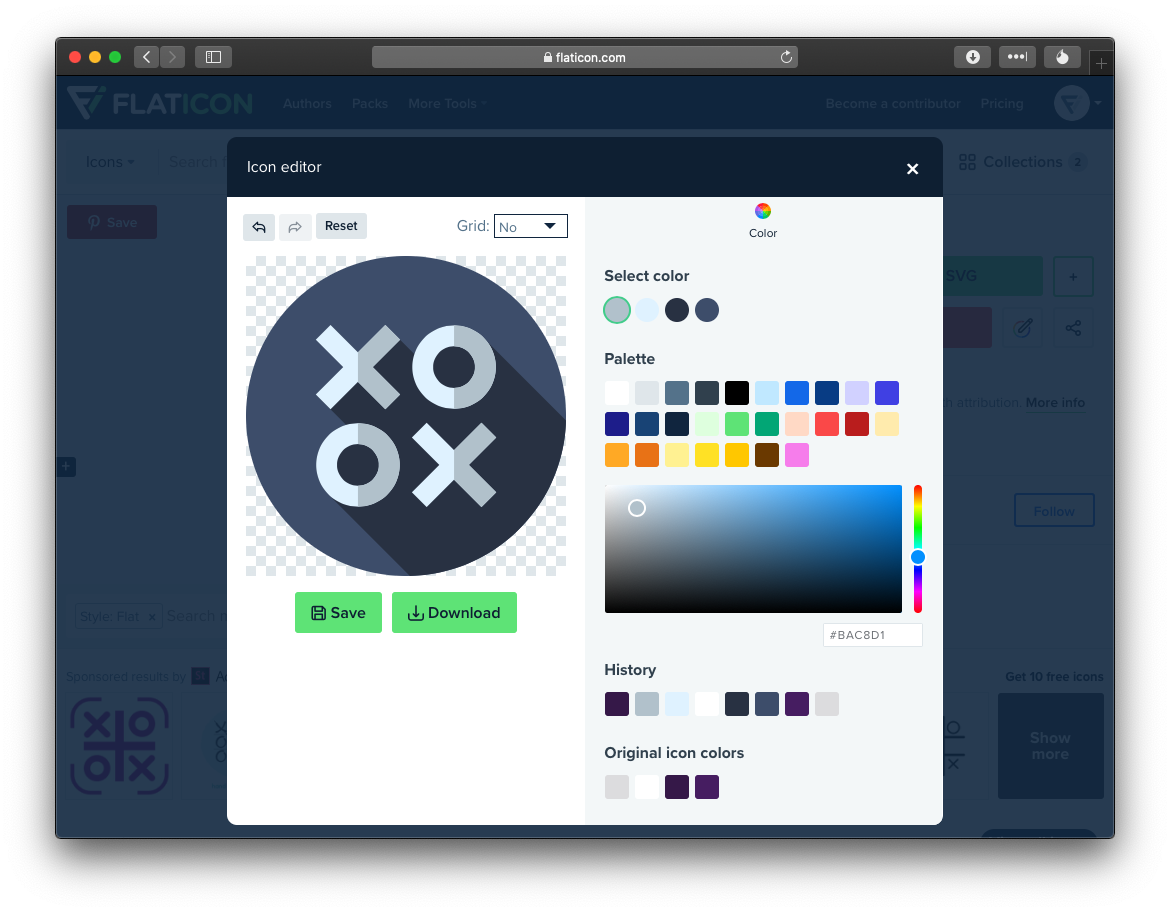 flaticon.com
FLATICON
Authors Packs More Tools
Become a contributor Pricing
Icons
Search f
Collections 2
Icon editor
Save
Reset
Grid: No
Color
Select color
SVG
+
Palette
h attribution. More info
XO
OX
Follow
Save Download
Style: Flat × Search i
#BAC8D1
History
Sponsored results by
Get 10 free icons
Show
more
Original icon colors